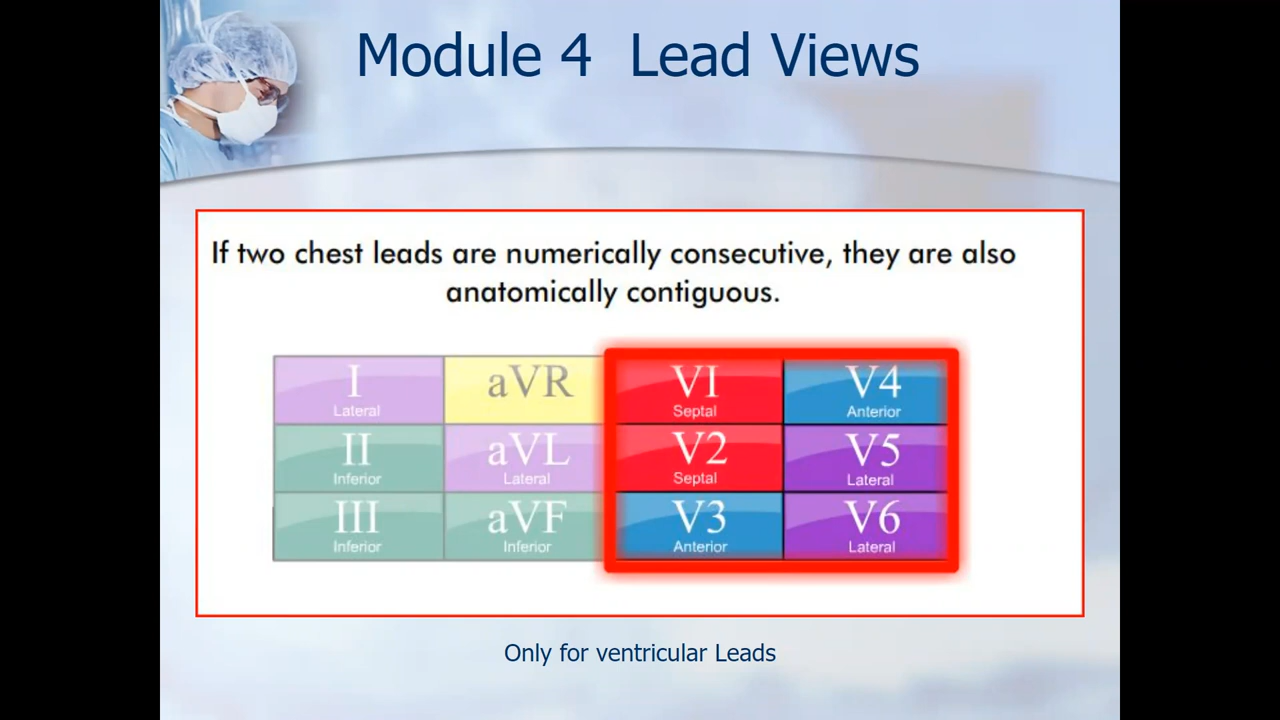 Module 4 Lead Views
If two chest leads are numerically consecutive, they are also
anatomically contiguous.
I aVR VI V4
Lateral Septal Anterior
II aVL V2 V5
Inferior Lateral Septal Lateral
III aVF V3 V6
Inferior Inferior Anterior Lateral
Only for ventricular Leads